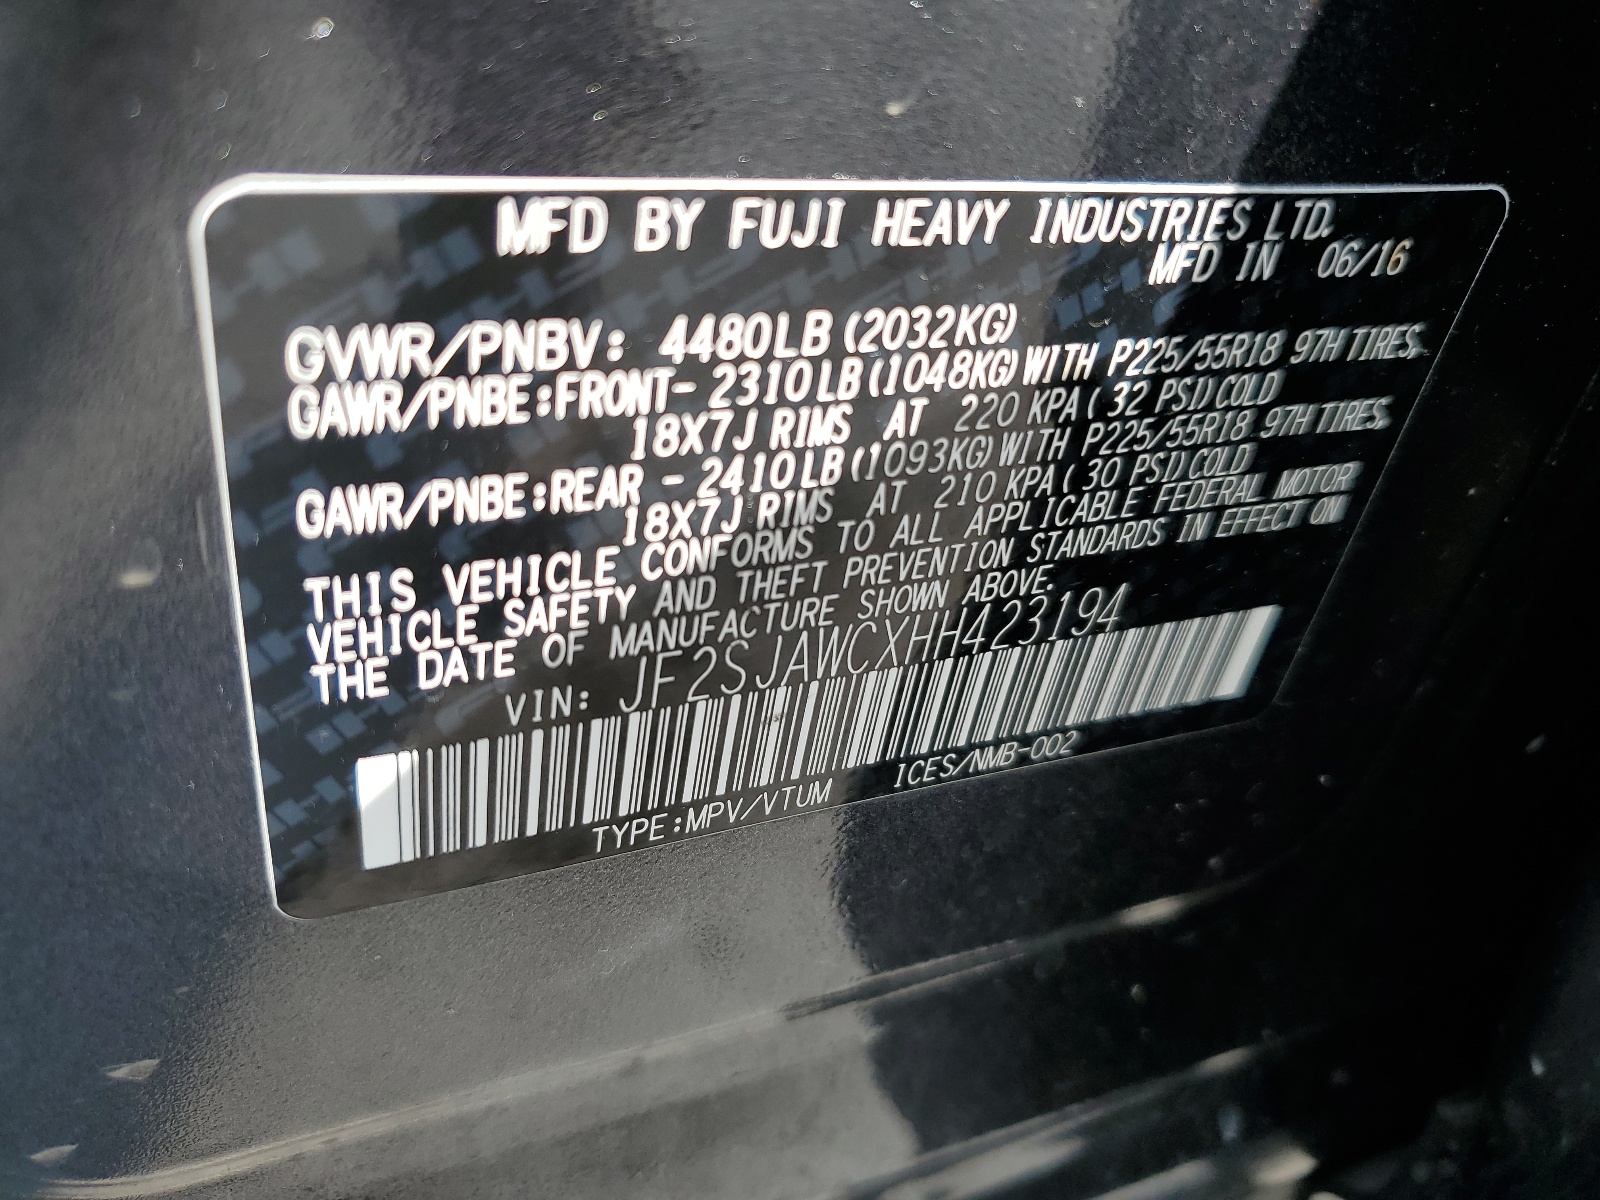 MFD BY FUJI HEAVY INDUSTRIES LTD.
MFD IN 06/16
GVWR/PNBV: 4480LB (2032KG)
GAWR/PNBE:FRONT- 2310LB (1048KG) WITH P225/55R18 97H TIRES,
18X7J RIMS AT 220 KPA ( 32 PSI) COLD
GAWR/PNBE:REAR - 2410LB (1093KG) WITH P225/55R18 97H TIRES,
18X7J RIMS AT 210 KPA ( 30 PSI) COLD
THIS VEHICLE CONFORMS TO ALL APPLICABLE FEDERAL MOTOR
VEHICLE SAFETY AND THEFT PREVENTION STANDARDS IN EFFECT ON
THE DATE OF MANUFACTURE SHOWN ABOVE.
VIN: JF2SJAWCXHH423194
TYPE:MPV/VTUM ICES/NMB-002